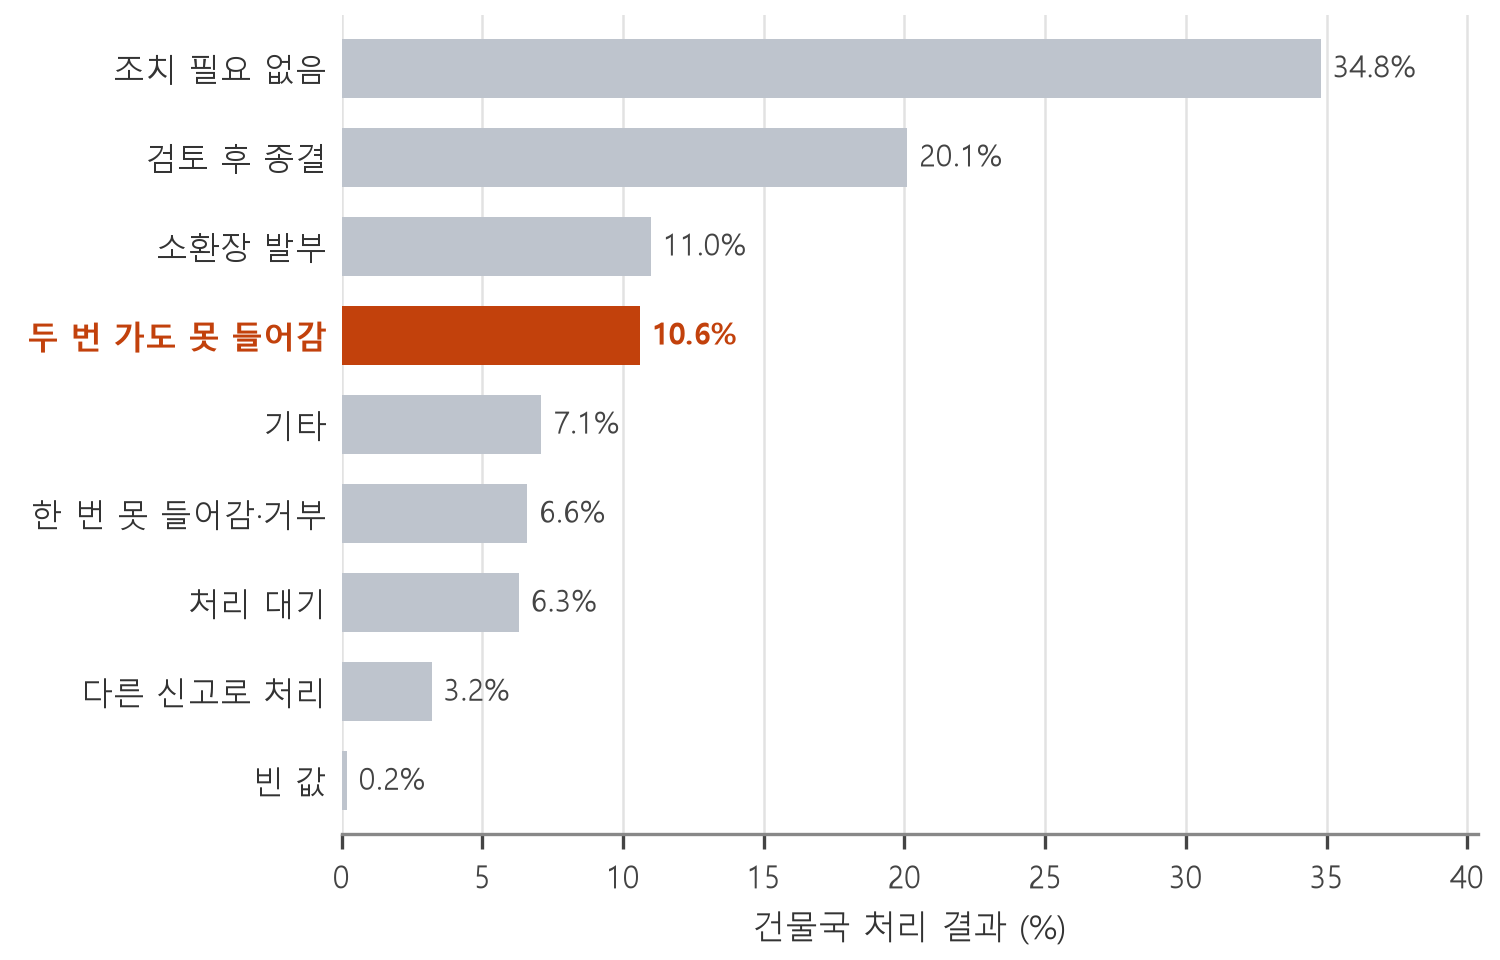 조치 필요 없음 34.8%
검토 후 종결 20.1%
소환장 발부 11.0%
두 번 가도 못 들어감 10.6%
기타 7.1%
한 번 못 들어감·거부 6.6%
처리 대기 6.3%
다른 신고로 처리 3.2%
빈 값 0.2%
0 5 10 15 20 25 30 35 40
건물국 처리 결과 (%)